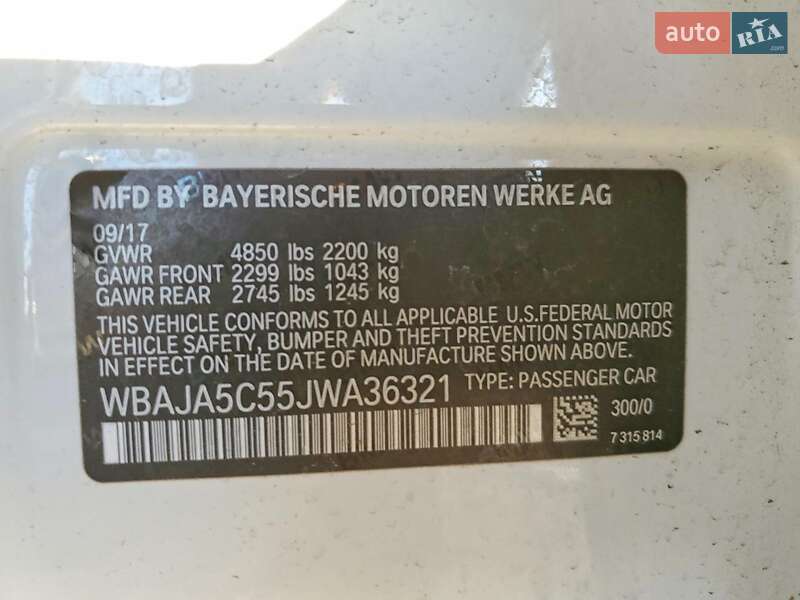 auto RIA .com
MFD BY BAYERISCHE MOTOREN WERKE AG
09/17
GVWR 4850 lbs 2200 kg
GAWR FRONT 2299 lbs 1043 kg
GAWR REAR 2745 lbs 1245 kg
THIS VEHICLE CONFORMS TO ALL APPLICABLE U.S.FEDERAL MOTOR
VEHICLE SAFETY, BUMPER AND THEFT PREVENTION STANDARDS
IN EFFECT ON THE DATE OF MANUFACTURE SHOWN ABOVE.
WBAJA5C55JWA36321 TYPE: PASSENGER CAR
300/0
7 315 814